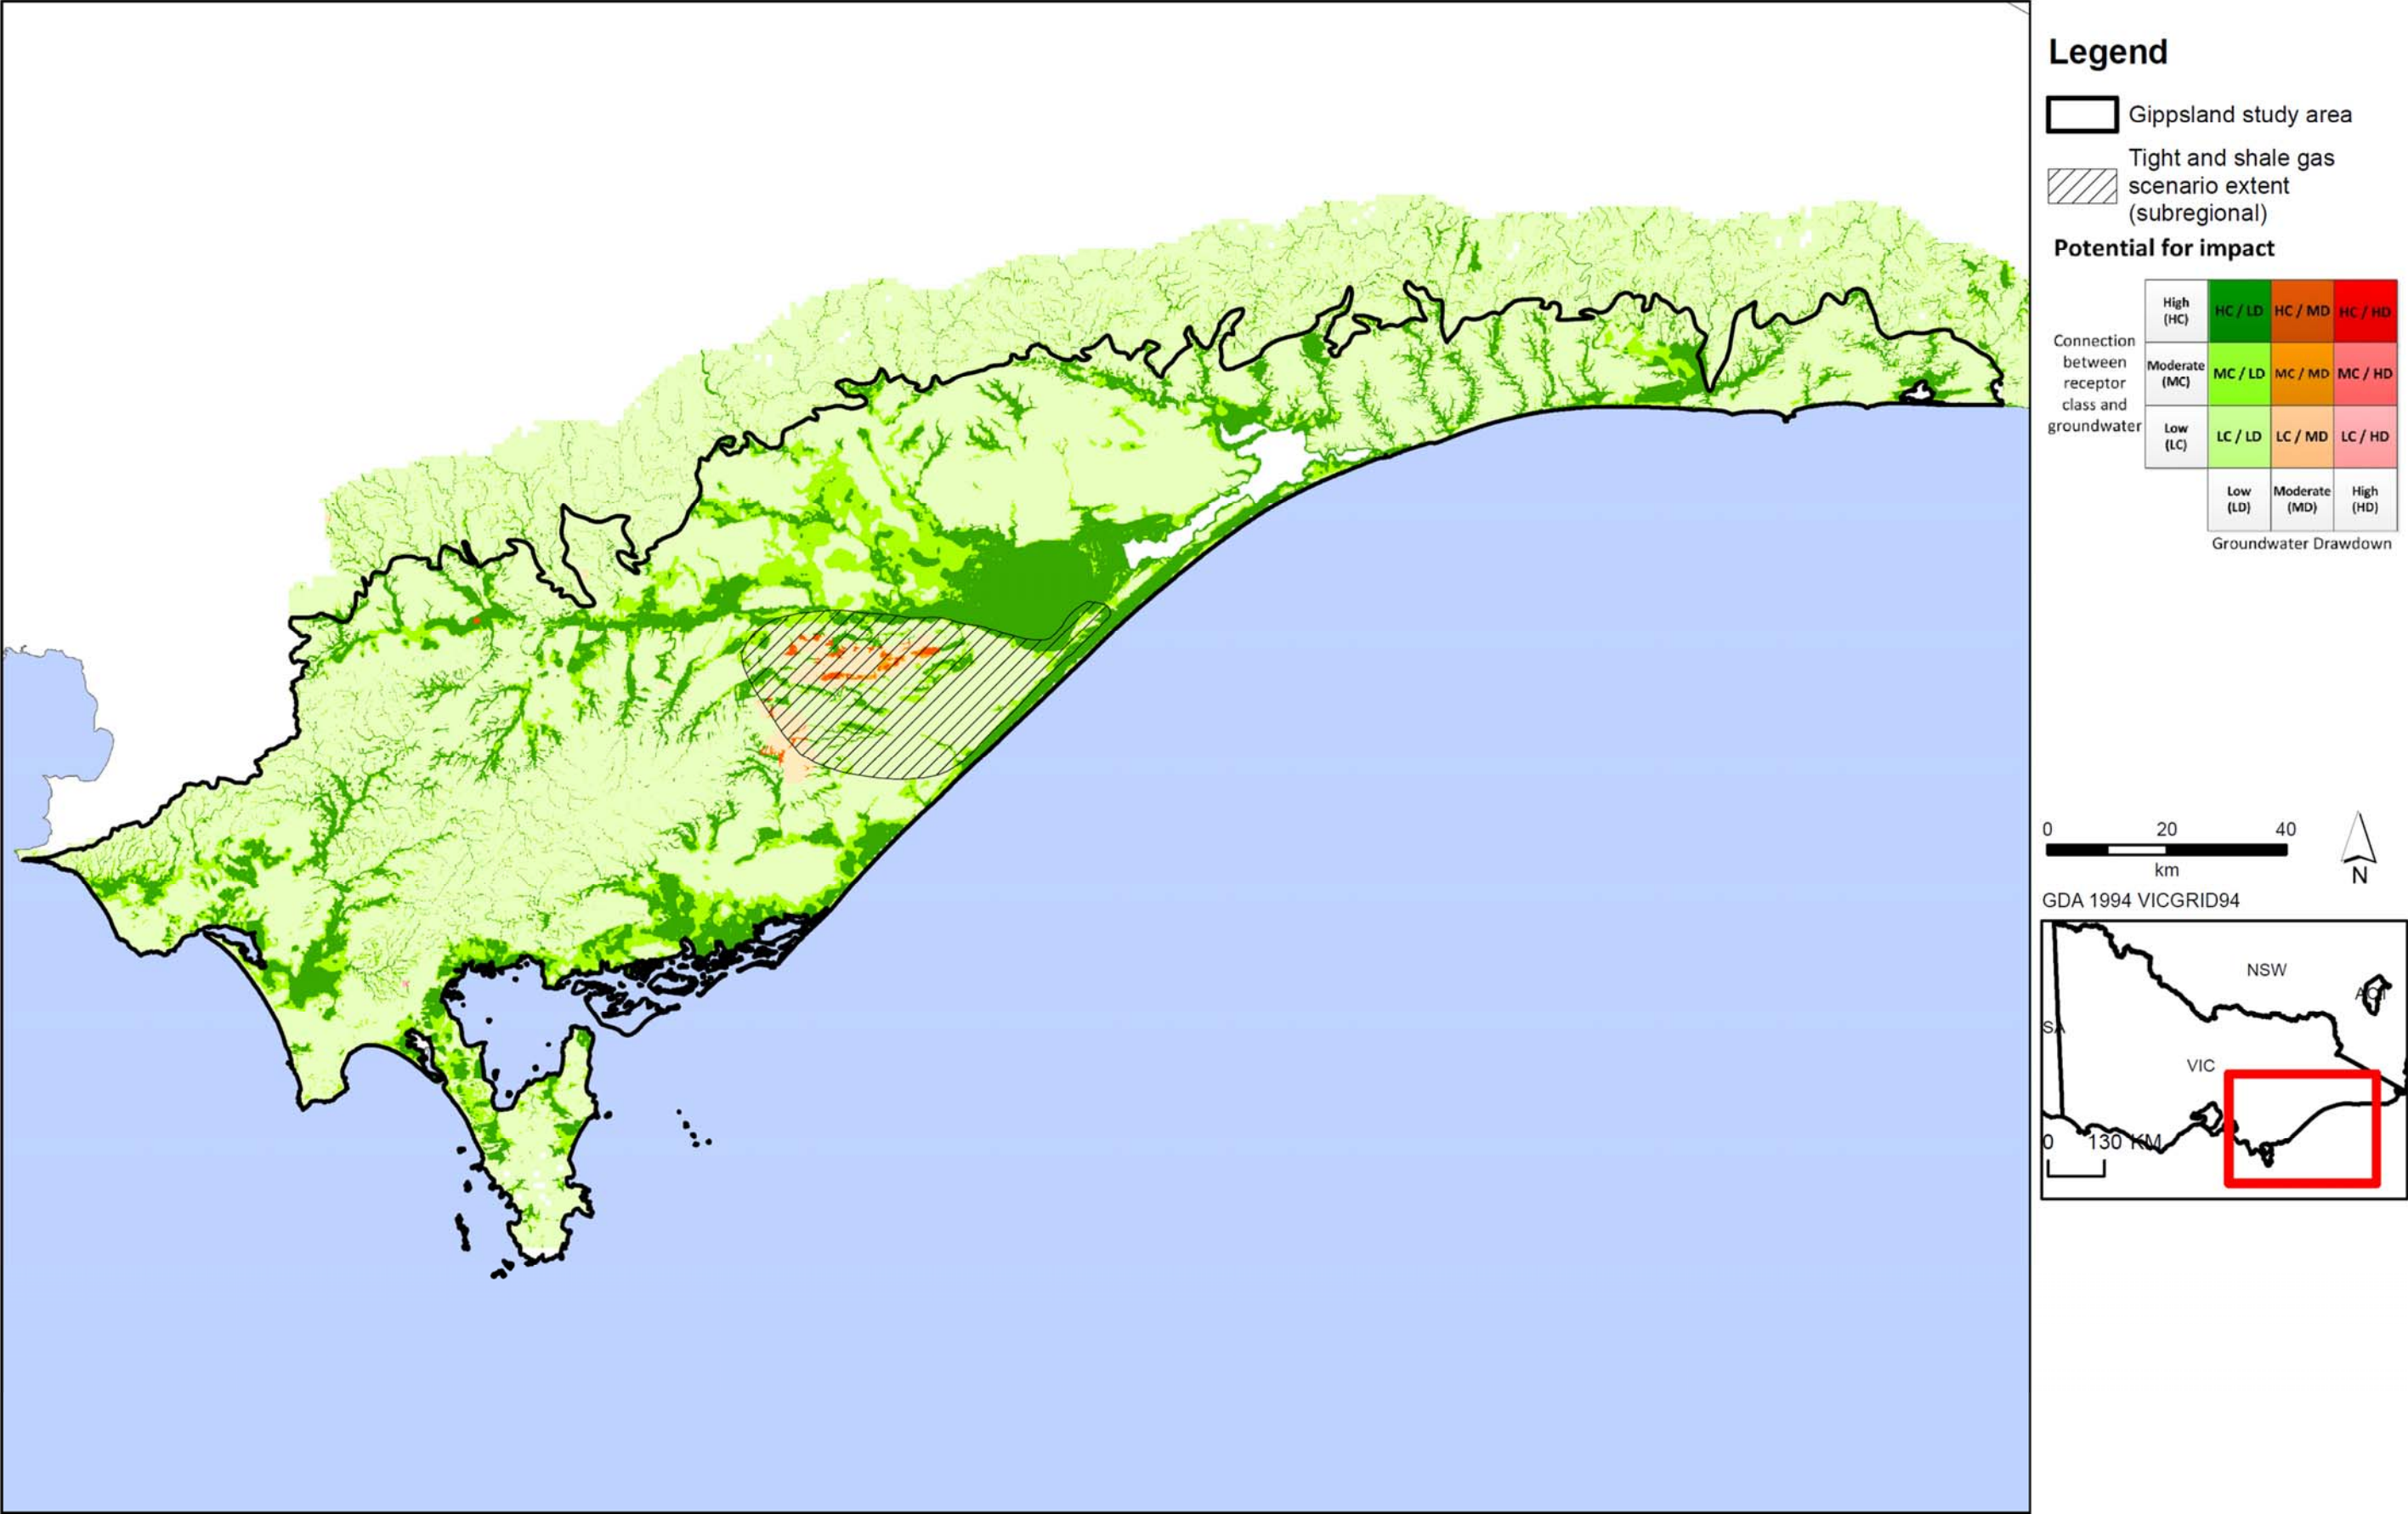 Legend
Gippsland study area
Tight and shale gas
scenario extent
(subregional)
Potential for impact
Connection
between
receptor
class and
groundwater
High
(HC)
HC / LD
HC / MD
HC / HD
Moderate
(MC)
MC / LD
MC / MD
MC / HD
Low
(LC)
LC / LD
LC / MD
LC / HD
Low
(LD)
Moderate
(MD)
High
(HD)
Groundwater Drawdown
0 20 40
km
N
GDA 1994 VICGRID94
NSW
ACT
SA
VIC
0 130 KM